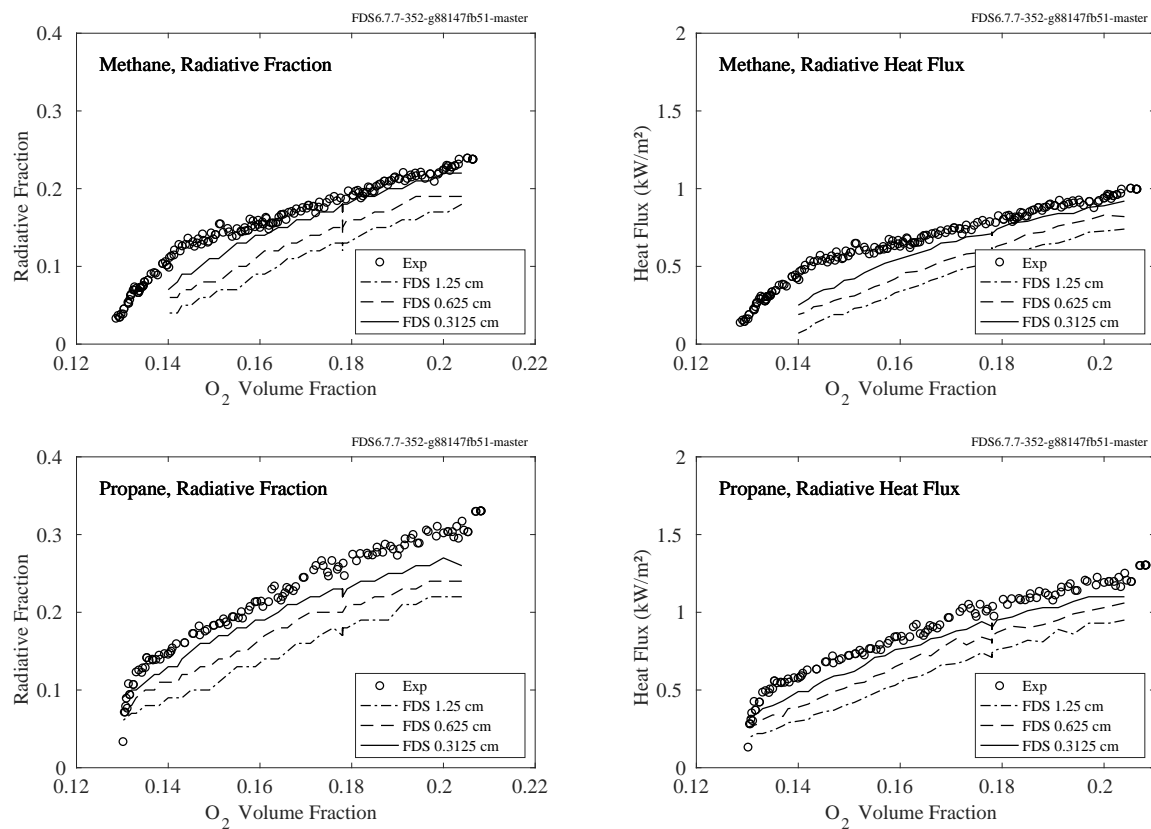 FDS6.7.7-352-g88147fb51-master
Methane, Radiative Fraction
Radiative Fraction
0.4
0.3
0.2
0.1
0
Exp
FDS 1.25 cm
FDS 0.625 cm
FDS 0.3125 cm
0.12 0.14 0.16 0.18 0.2 0.22
O2 Volume Fraction
FDS6.7.7-352-g88147fb51-master
Methane, Radiative Heat Flux
Heat Flux (kW/m²)
2
1.5
1
0.5
0
Exp
FDS 1.25 cm
FDS 0.625 cm
FDS 0.3125 cm
0.12 0.14 0.16 0.18 0.2
O2 Volume Fraction
FDS6.7.7-352-g88147fb51-master
Propane, Radiative Fraction
Radiative Fraction
0.4
0.3
0.2
0.1
0
Exp
FDS 1.25 cm
FDS 0.625 cm
FDS 0.3125 cm
0.12 0.14 0.16 0.18 0.2 0.22
O2 Volume Fraction
FDS6.7.7-352-g88147fb51-master
Propane, Radiative Heat Flux
Heat Flux (kW/m²)
2
1.5
1
0.5
0
Exp
FDS 1.25 cm
FDS 0.625 cm
FDS 0.3125 cm
0.12 0.14 0.16 0.18 0.2
O2 Volume Fraction